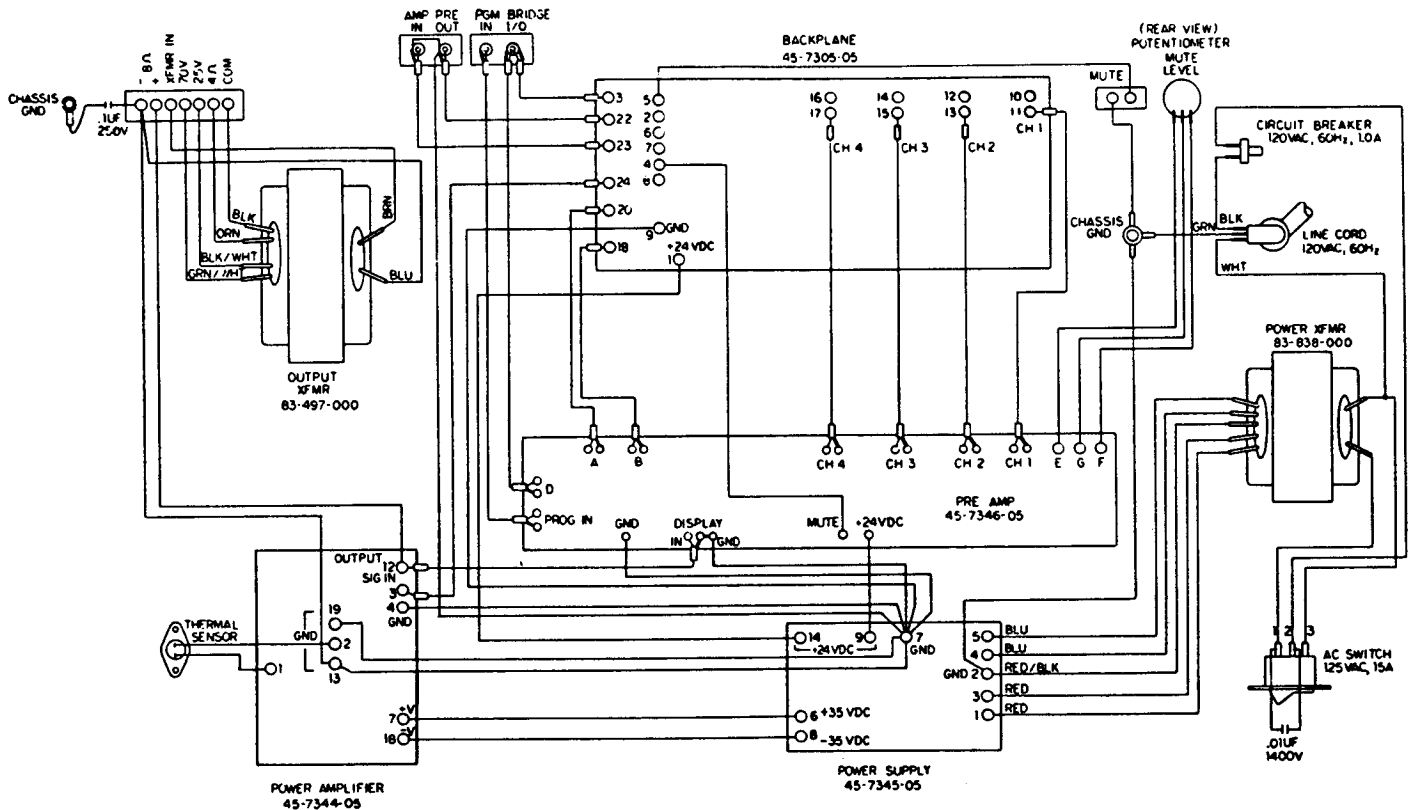 AMP PRE
IN OUT
PGM BRIDGE
IN I/O
BACKPLANE
45-7305-05
(REAR VIEW)
POTENTIOMETER
MUTE
LEVEL
MUTE
- 8Ω +
XFMR IN
70V
25V
4Ω
COM
CHASSIS
GND
.1UF
250V
3
22
23
24
20
18
5
2
6
7
4
8
9 GND
+24 VDC
1
16
17
CH 4
14
15
CH 3
12
13
CH 2
10
11
CH 1
CIRCUIT BREAKER
120VAC, 60Hz, 1.0A
CHASSIS
GND
GRN
BLK
WHT
LINE CORD
120VAC, 60Hz
BLK
ORN
BLK/WHT
BRN
BLU
OUTPUT
XFMR
83-497-000
POWER XFMR
83-838-000
A
B
CH 4
CH 3
CH 2
CH 1
E
G
F
D
PROG IN
GND
DISPLAY
IN
GND
MUTE
+24VDC
PRE AMP
45-7346-05
OUTPUT
12
SIG IN
3
4
GND
19
GND
2
13
1
+V
7
-V
18
THERMAL
SENSOR
POWER AMPLIFIER
45-7344-05
14
9
+24VDC
7
GND
6 +35 VDC
8 -35 VDC
5
4
GND 2
3
1
BLU
BLU
RED/BLK
RED
RED
POWER SUPPLY
45-7345-05
1 2 3
AC SWITCH
125VAC, 15A
.01UF
1400V